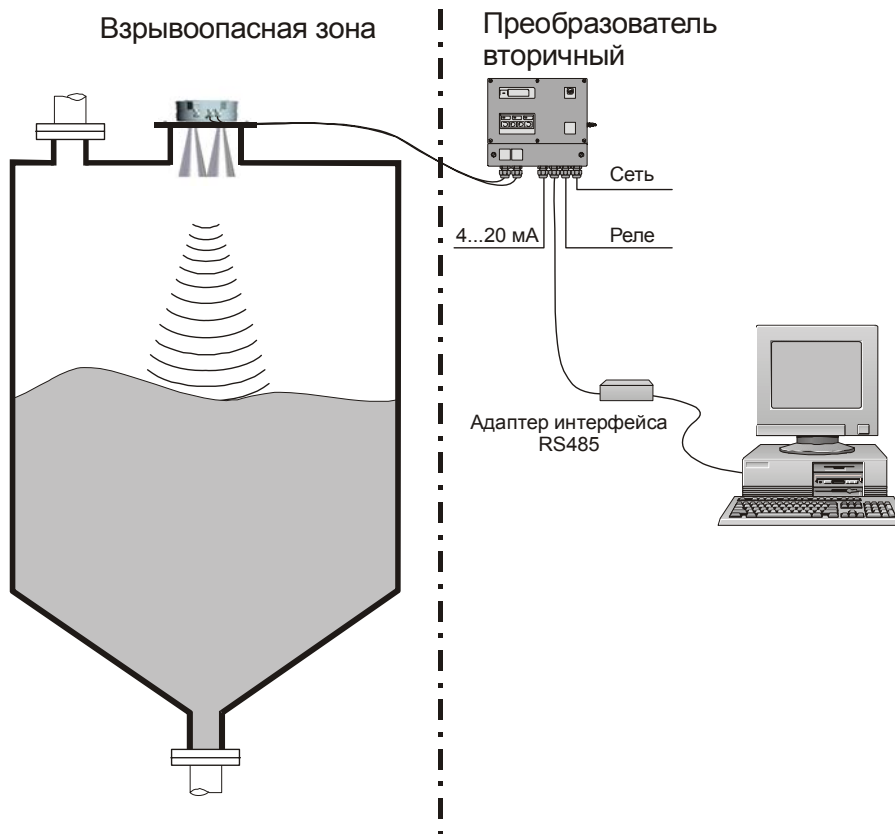 Взрывоопасная зона
Преобразователь
вторичный
Сеть
4...20 мА
Реле
Адаптер интерфейса
RS485